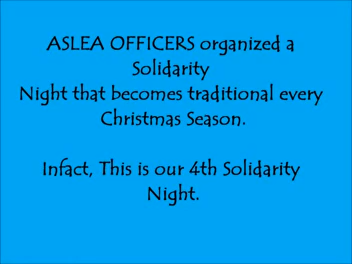 ASLEA OFFICERS organized a
Solidarity
Night that becomes traditional every
Christmas Season.
Infact, This is our 4th Solidarity
Night.